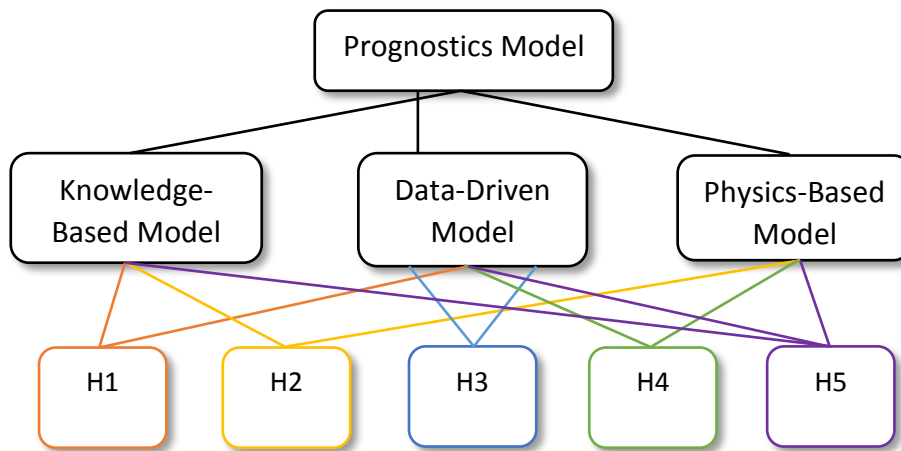 Prognostics Model
Knowledge-
Based Model
Data-Driven
Model
Physics-Based
Model
H1
H2
H3
H4
H5